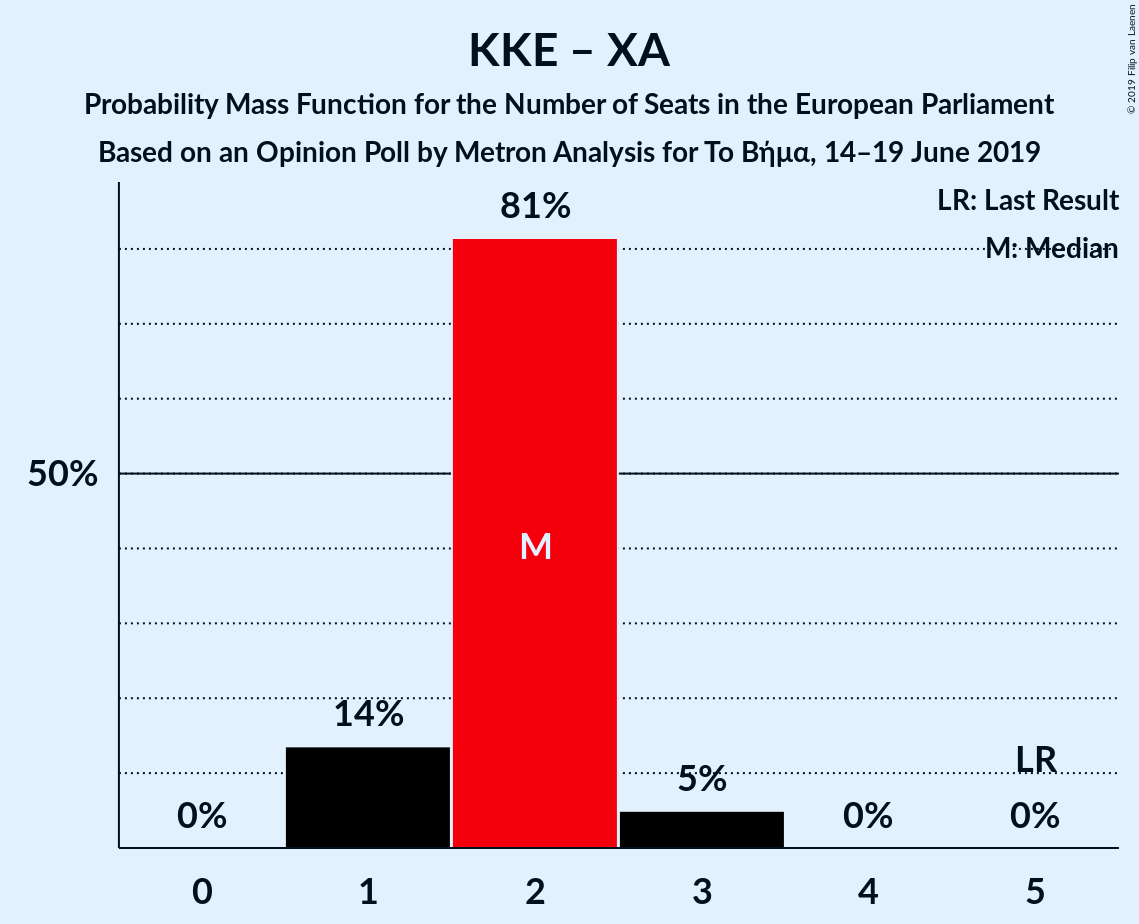 KKE – XA
Probability Mass Function for the Number of Seats in the European Parliament
Based on an Opinion Poll by Metron Analysis for Το Βήμα, 14–19 June 2019
© 2019 Filip van Laenen
LR: Last Result
M: Median
81%
50%
M
14%
5%
LR
0%
0%
0%
0 1 2 3 4 5